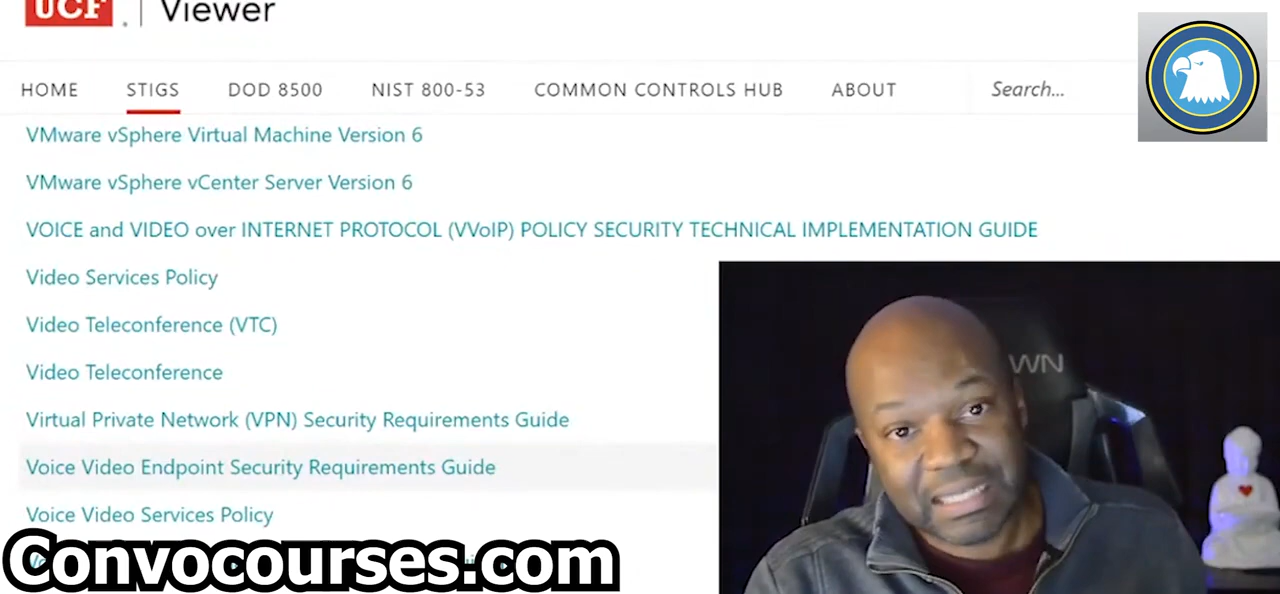 UCF Viewer
HOME STIGS DOD 8500 NIST 800-53 COMMON CONTROLS HUB ABOUT Search...
VMware vSphere Virtual Machine Version 6
VMware vSphere vCenter Server Version 6
VOICE and VIDEO over INTERNET PROTOCOL (VVoIP) POLICY SECURITY TECHNICAL IMPLEMENTATION GUIDE
Video Services Policy
Video Teleconference (VTC)
Video Teleconference
Virtual Private Network (VPN) Security Requirements Guide
Voice Video Endpoint Security Requirements Guide
Voice Video Services Policy
Convocourses.com
WN